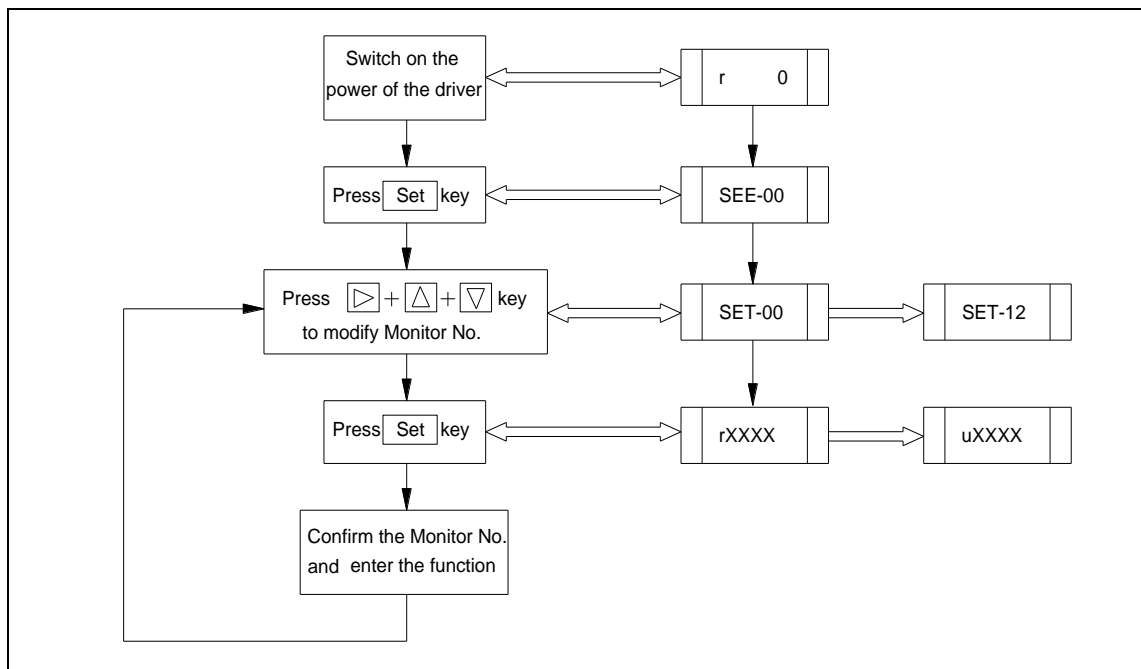 Switch on the
power of the driver
r 0
Press Set key
SEE-00
Press ▷ + △ + ▽ key
to modify Monitor No.
SET-00
SET-12
Press Set key
rXXXX
uXXXX
Confirm the Monitor No.
and enter the function